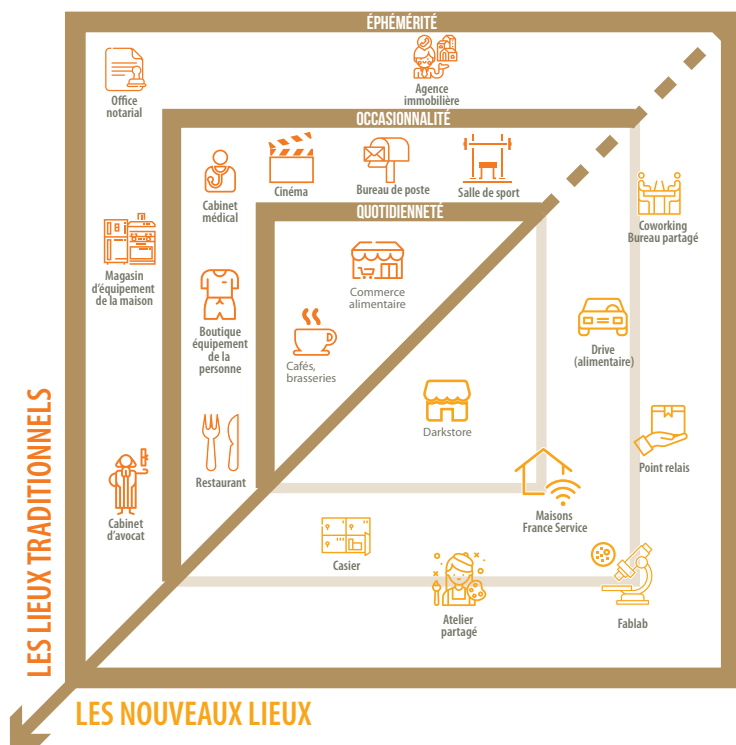 ÉPHÉMÉRITÉ
Office
notarial
Agence
immobilière
OCCASIONNALITÉ
Cabinet
médical
Cinéma
Bureau de poste
Salle de sport
QUOTIDIENNETÉ
Coworking
Bureau partagé
Magasin
d'équipement
de la maison
Commerce
alimentaire
Boutique
équipement
de la
personne
Cafés,
brasseries
Drive
(alimentaire)
Darkstore
Restaurant
Point relais
Cabinet
d'avocat
Maisons
France Service
Casier
Atelier
partagé
Fablab
LES LIEUX TRADITIONNELS
LES NOUVEAUX LIEUX